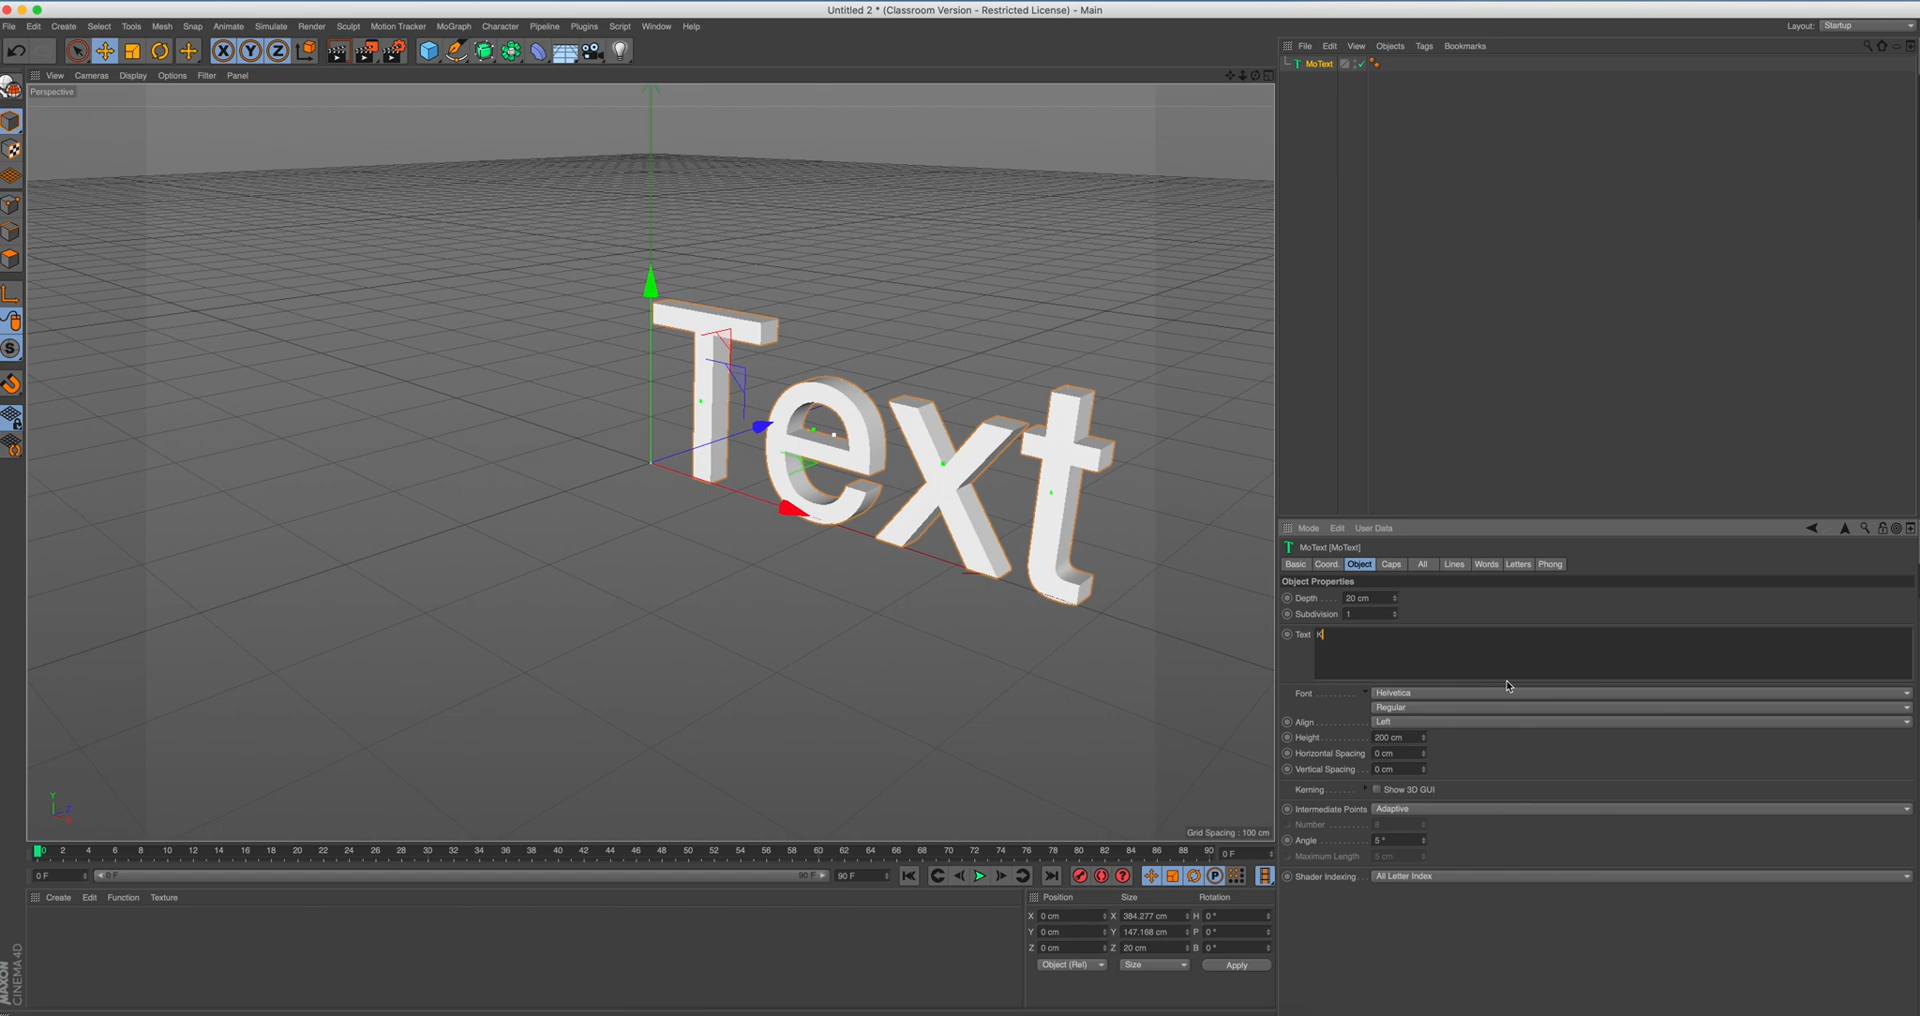 Untitled 2 * (Classroom Version - Restricted License) - Main
File Edit Create Select Tools Mesh Snap Animate Simulate Render Sculpt Motion Tracker MoGraph Character Pipeline Plugins Script Window Help
Layout: Startup
File Edit View Objects Tags Bookmarks
MoText
View Cameras Display Options Filter Panel
Perspective
Text
Grid Spacing : 100 cm
Y
Z
X
Mode Edit User Data
MoText [MoText]
Basic Coord. Object Caps All Lines Words Letters Phong
Object Properties
Depth 20 cm
Subdivision 1
Text K
Font Helvetica
Regular
Align Left
Height 200 cm
Horizontal Spacing 0 cm
Vertical Spacing 0 cm
Kerning Show 3D GUI
Intermediate Points Adaptive
Number 8
Angle 5 °
Maximum Length 5 cm
Shader Indexing All Letter Index
0 2 4 6 8 10 12 14 16 18 20 22 24 26 28 30 32 34 36 38 40 42 44 46 48 50 52 54 56 58 60 62 64 66 68 70 72 74 76 78 80 82 84 86 88 90 0 F
0 F 0 F 90 F 90 F
Create Edit Function Texture
Position Size Rotation
X 0 cm X 384.277 cm H 0 °
Y 0 cm Y 147.168 cm P 0 °
Z 0 cm Z 20 cm B 0 °
Object (Rel) Size Apply
MAXON
CINEMA 4D